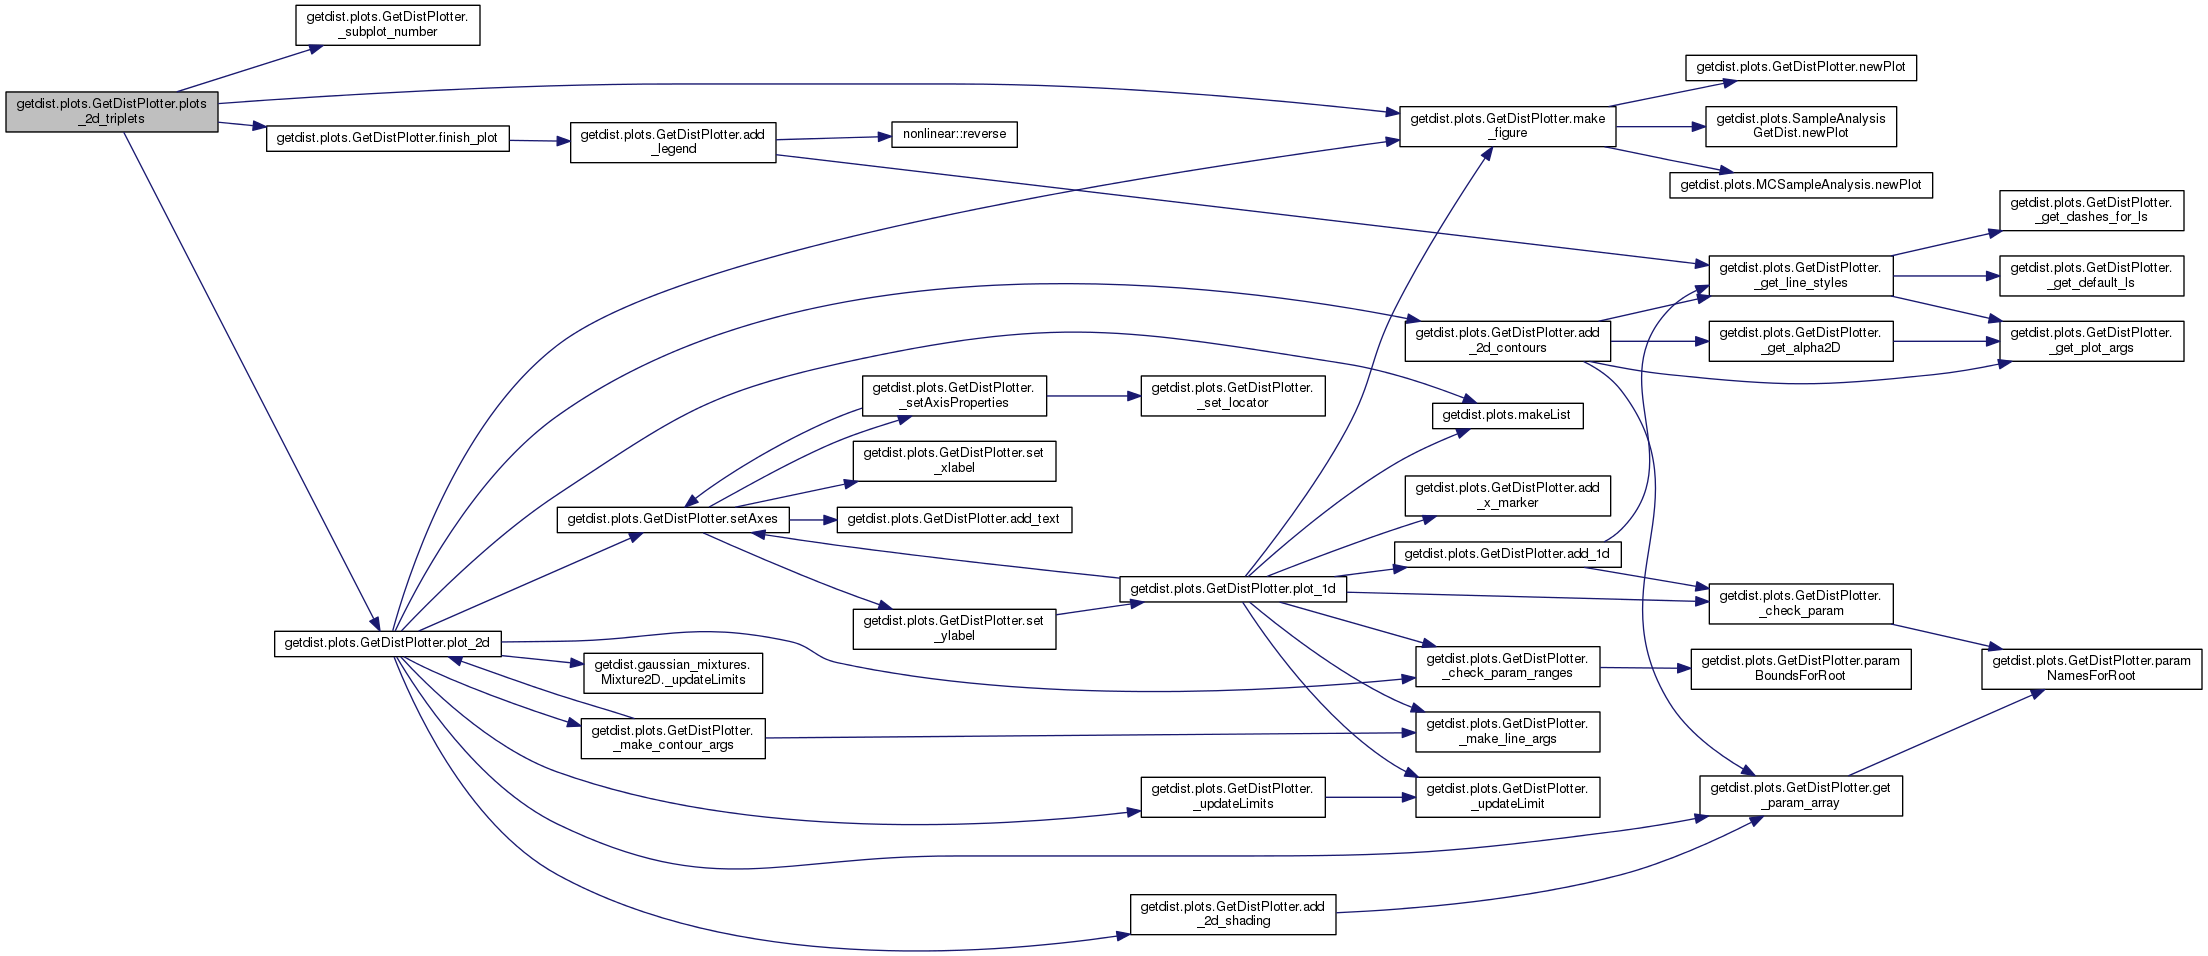 getdist.plots.GetDistPlotter.
_subplot_number
getdist.plots.GetDistPlotter.plots
_2d_triplets
getdist.plots.GetDistPlotter.finish_plot
getdist.plots.GetDistPlotter.add
_legend
nonlinear::reverse
getdist.plots.GetDistPlotter.make
_figure
getdist.plots.GetDistPlotter.newPlot
getdist.plots.SampleAnalysis
GetDist.newPlot
getdist.plots.MCSampleAnalysis.newPlot
getdist.plots.GetDistPlotter.
_get_dashes_for_ls
getdist.plots.GetDistPlotter.
_get_line_styles
getdist.plots.GetDistPlotter.
_get_default_ls
getdist.plots.GetDistPlotter.add
_2d_contours
getdist.plots.GetDistPlotter.
_get_alpha2D
getdist.plots.GetDistPlotter.
_get_plot_args
getdist.plots.GetDistPlotter.
_setAxisProperties
getdist.plots.GetDistPlotter.
_set_locator
getdist.plots.makeList
getdist.plots.GetDistPlotter.set
_xlabel
getdist.plots.GetDistPlotter.add
_x_marker
getdist.plots.GetDistPlotter.setAxes
getdist.plots.GetDistPlotter.add_text
getdist.plots.GetDistPlotter.add_1d
getdist.plots.GetDistPlotter.plot_1d
getdist.plots.GetDistPlotter.
_check_param
getdist.plots.GetDistPlotter.set
_ylabel
getdist.plots.GetDistPlotter.plot_2d
getdist.gaussian_mixtures.
Mixture2D._updateLimits
getdist.plots.GetDistPlotter.
_check_param_ranges
getdist.plots.GetDistPlotter.param
BoundsForRoot
getdist.plots.GetDistPlotter.param
NamesForRoot
getdist.plots.GetDistPlotter.
_make_contour_args
getdist.plots.GetDistPlotter.
_make_line_args
getdist.plots.GetDistPlotter.
_updateLimits
getdist.plots.GetDistPlotter.
_updateLimit
getdist.plots.GetDistPlotter.get
_param_array
getdist.plots.GetDistPlotter.add
_2d_shading